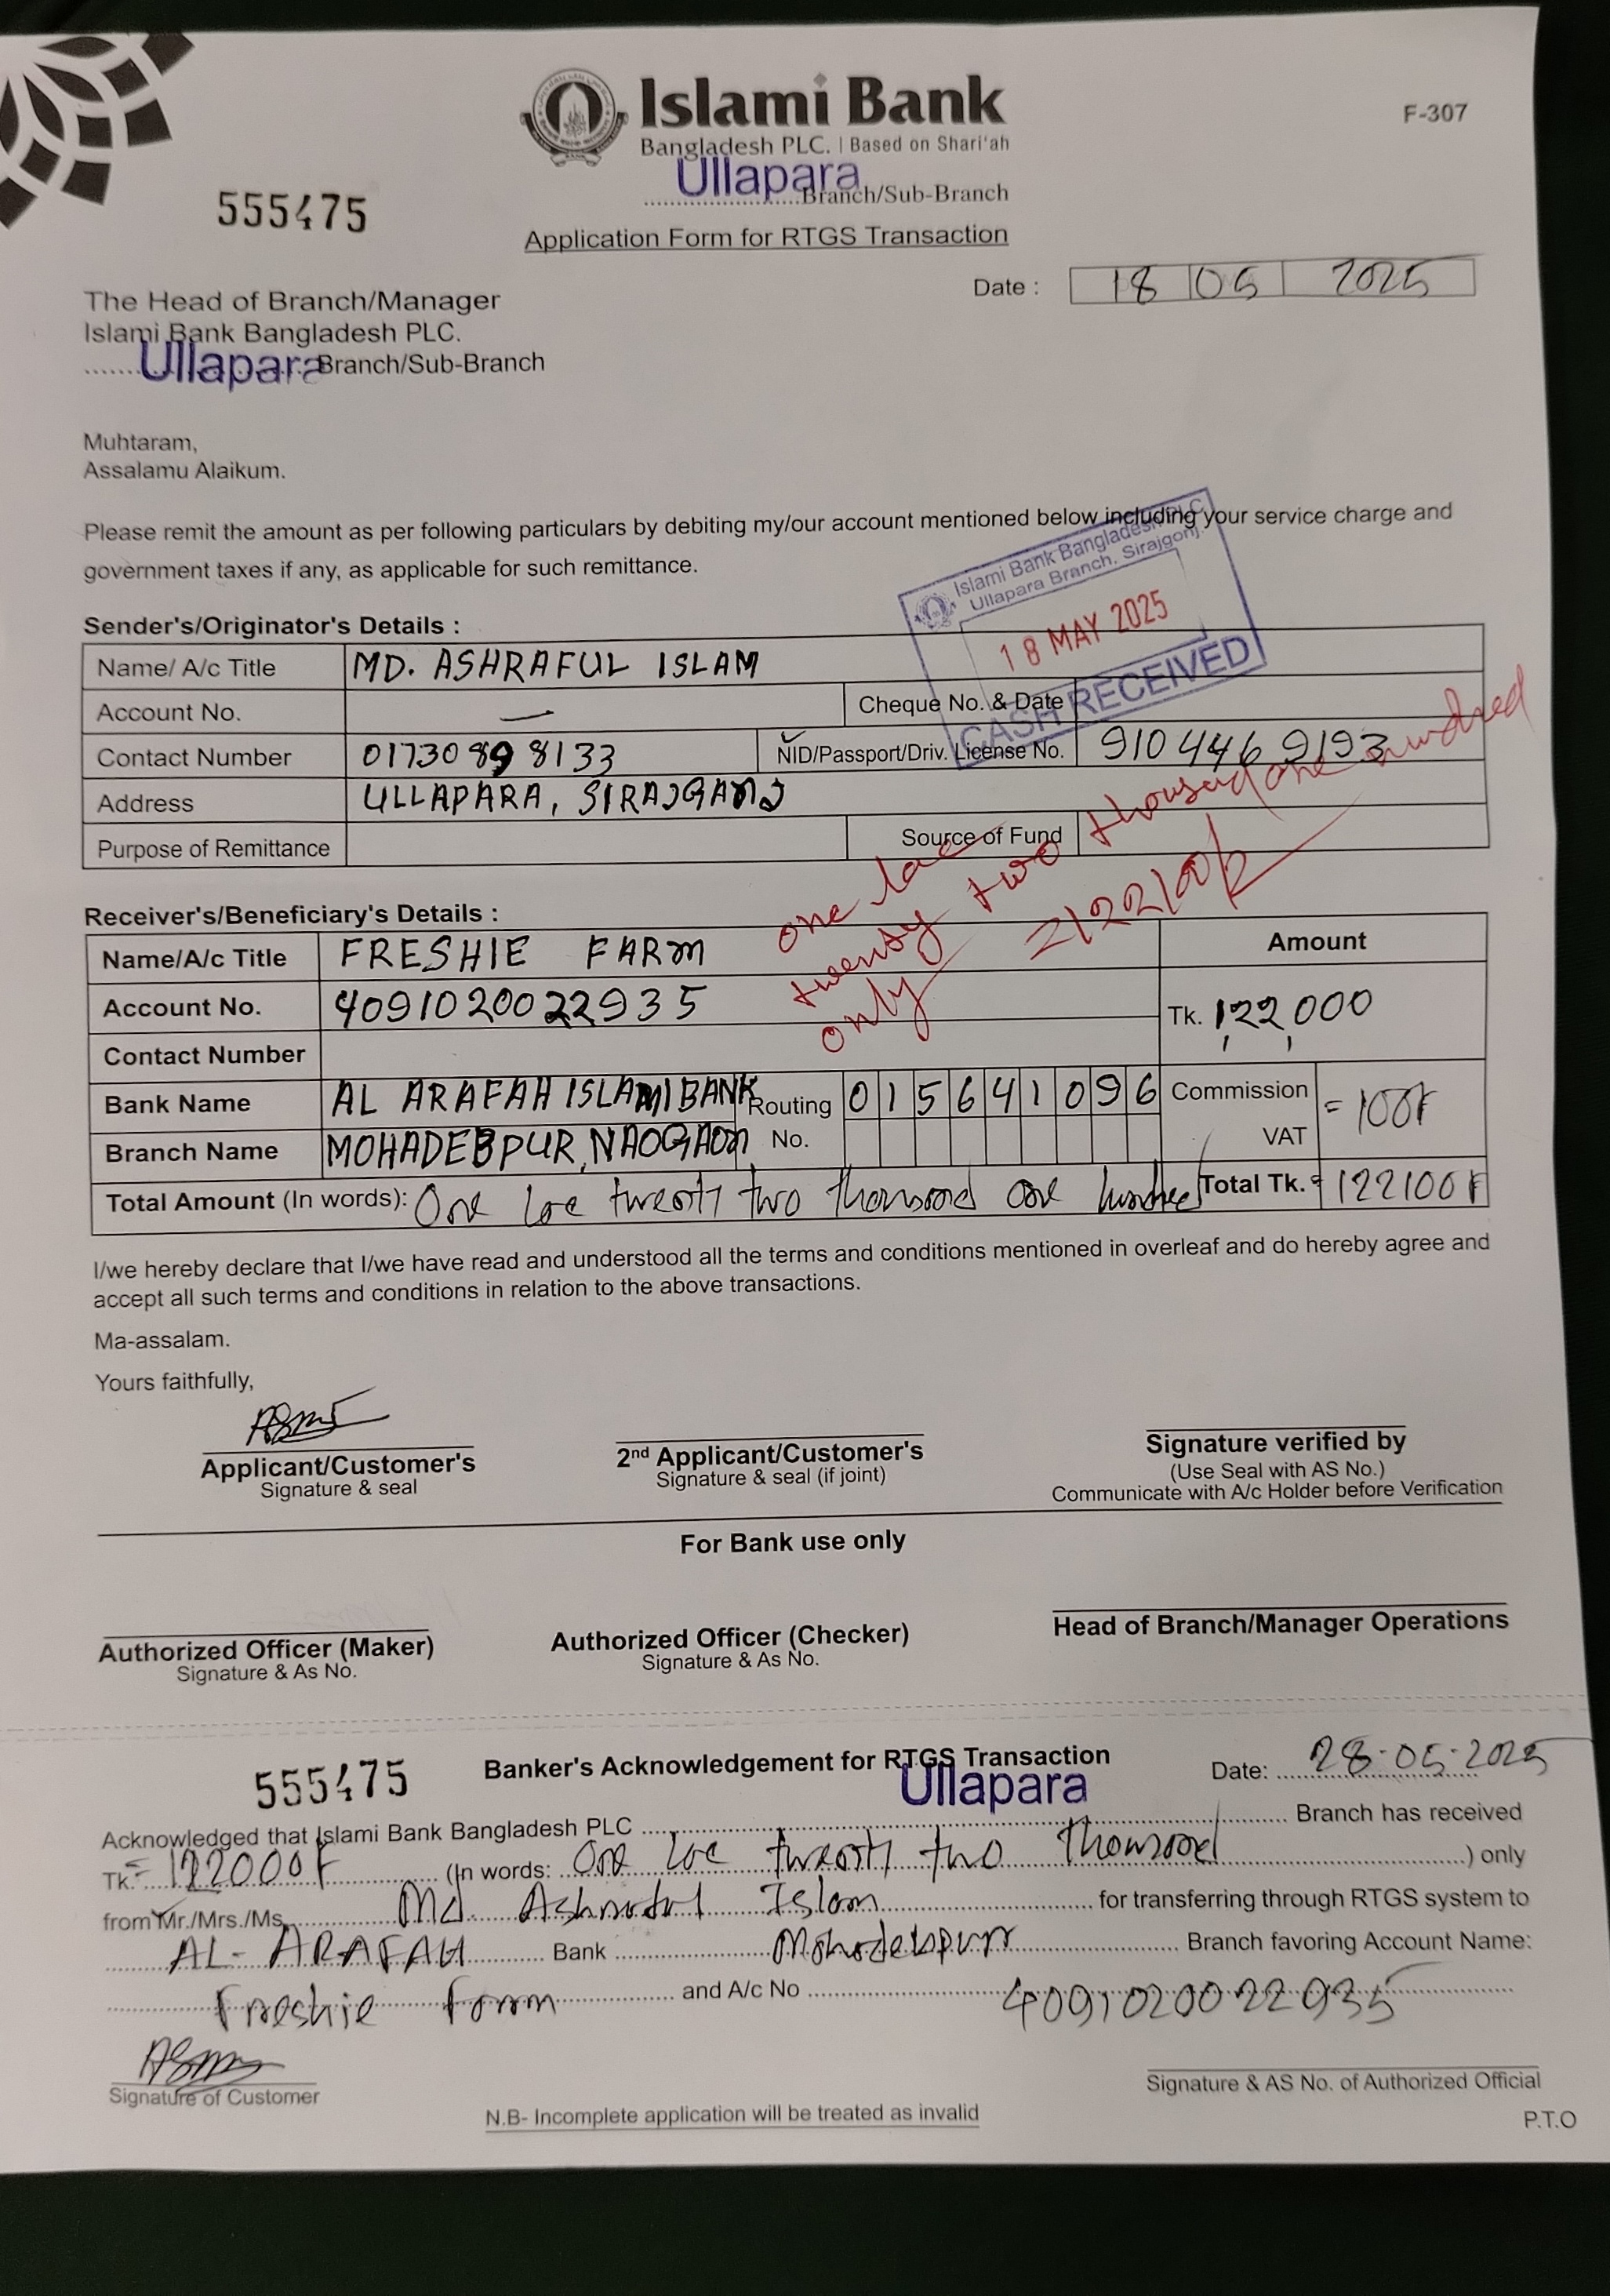 Islami Bank
Bangladesh PLC. | Based on Shari'ah
F-307
Ullapara
Branch/Sub-Branch
555475
Application Form for RTGS Transaction
Date : 18 05 2025
The Head of Branch/Manager
Islami Bank Bangladesh PLC.
Ullapara Branch/Sub-Branch
Muhtaram,
Assalamu Alaikum.
Please remit the amount as per following particulars by debiting my/our account mentioned below including your service charge and
government taxes if any, as applicable for such remittance.
Islami Bank Bangladesh PLC
Ullapara Branch, Sirajgonj.
18 MAY 2025
CASH RECEIVED
Sender's/Originator's Details :
Name/ A/c Title MD. ASHRAFUL ISLAM
Account No. — Cheque No. & Date
Contact Number 01730898133 NID/Passport/Driv. License No. 9104469193
Address ULLAPARA, SIRAJGANJ
Purpose of Remittance Source of Fund
one lac
twenty two thousand one hundred
only
Receiver's/Beneficiary's Details :
Name/A/c Title FRESHIE FARM Amount
Account No. 4091020022935 Tk. 1,22,000
Contact Number
Bank Name AL ARAFAH ISLAMI BANK Routing No. 015641096 Commission VAT = 100
Branch Name MOHADEBPUR, NAOGAON
Total Amount (In words): One lac twenty two thousand one hundred Total Tk. = 122100
I/we hereby declare that I/we have read and understood all the terms and conditions mentioned in overleaf and do hereby agree and
accept all such terms and conditions in relation to the above transactions.
Ma-assalam.
Yours faithfully,
Applicant/Customer's
Signature & seal
2nd Applicant/Customer's
Signature & seal (if joint)
Signature verified by
(Use Seal with AS No.)
Communicate with A/c Holder before Verification
For Bank use only
Authorized Officer (Maker)
Signature & As No.
Authorized Officer (Checker)
Signature & As No.
Head of Branch/Manager Operations
555475
Banker's Acknowledgement for RTGS Transaction
Date: 28-05-2025
Ullapara
Acknowledged that Islami Bank Bangladesh PLC Branch has received
Tk. = 122000 (In words: One lac twenty two thousand ) only
from Mr./Mrs./Ms. Md. Ashraful Islam for transferring through RTGS system to
AL-ARAFAH Bank Mohadebpur Branch favoring Account Name:
Freshie Farm and A/c No 4091020022935
Signature of Customer
Signature & AS No. of Authorized Official
N.B- Incomplete application will be treated as invalid
P.T.O